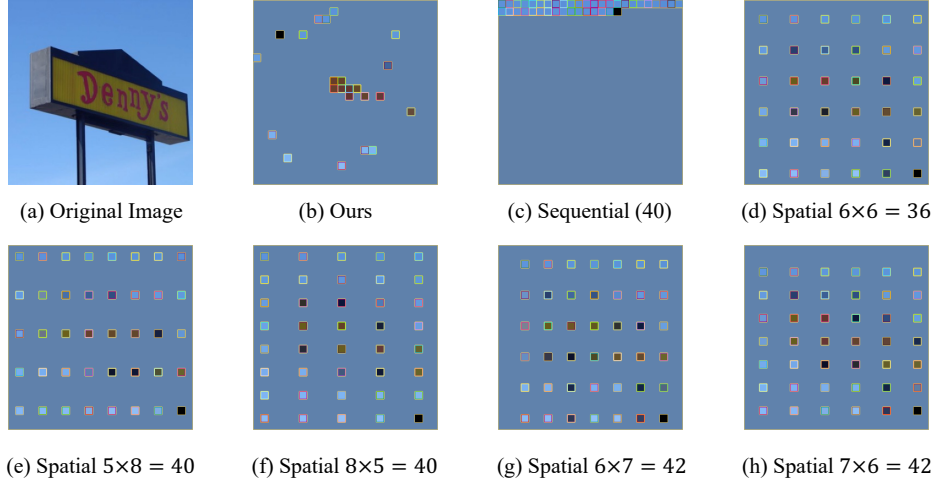 Denny's
(a) Original Image
(b) Ours
(c) Sequential (40)
(d) Spatial 6×6 = 36
(e) Spatial 5×8 = 40
(f) Spatial 8×5 = 40
(g) Spatial 6×7 = 42
(h) Spatial 7×6 = 42